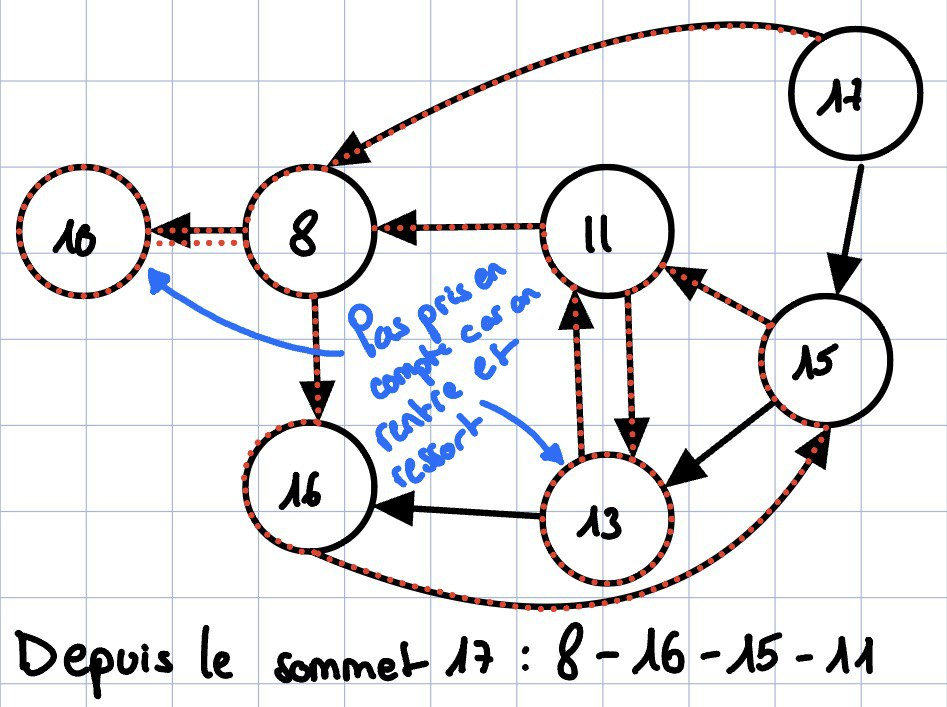 17
10
8
11
Pas pris en
compte car on
rentre et
ressort
15
16
13
Depuis le sommet 17 : 8 - 16 - 15 - 11